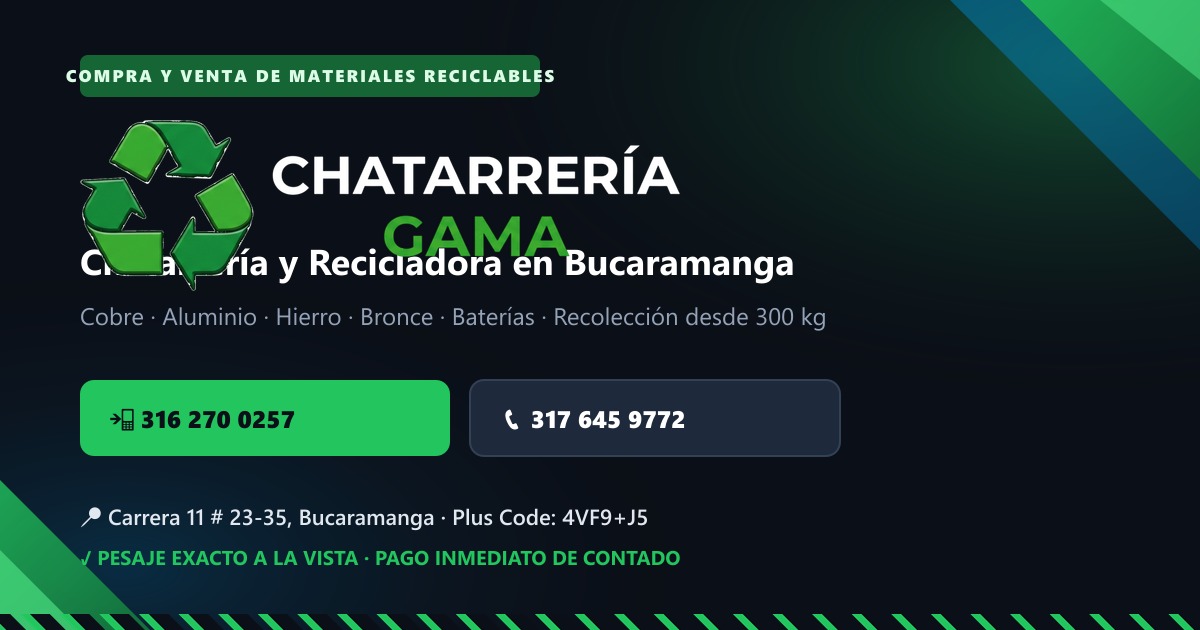 COMPRA Y VENTA DE MATERIALES RECICLABLES
CHATARRERÍA
GAMA
Chatarrería y Recicladora en Bucaramanga
Cobre · Aluminio · Hierro · Bronce · Baterías · Recolección desde 300 kg
316 270 0257
317 645 9772
Carrera 11 # 23-35, Bucaramanga · Plus Code: 4VF9+J5
✓ PESAJE EXACTO A LA VISTA · PAGO INMEDIATO DE CONTADO